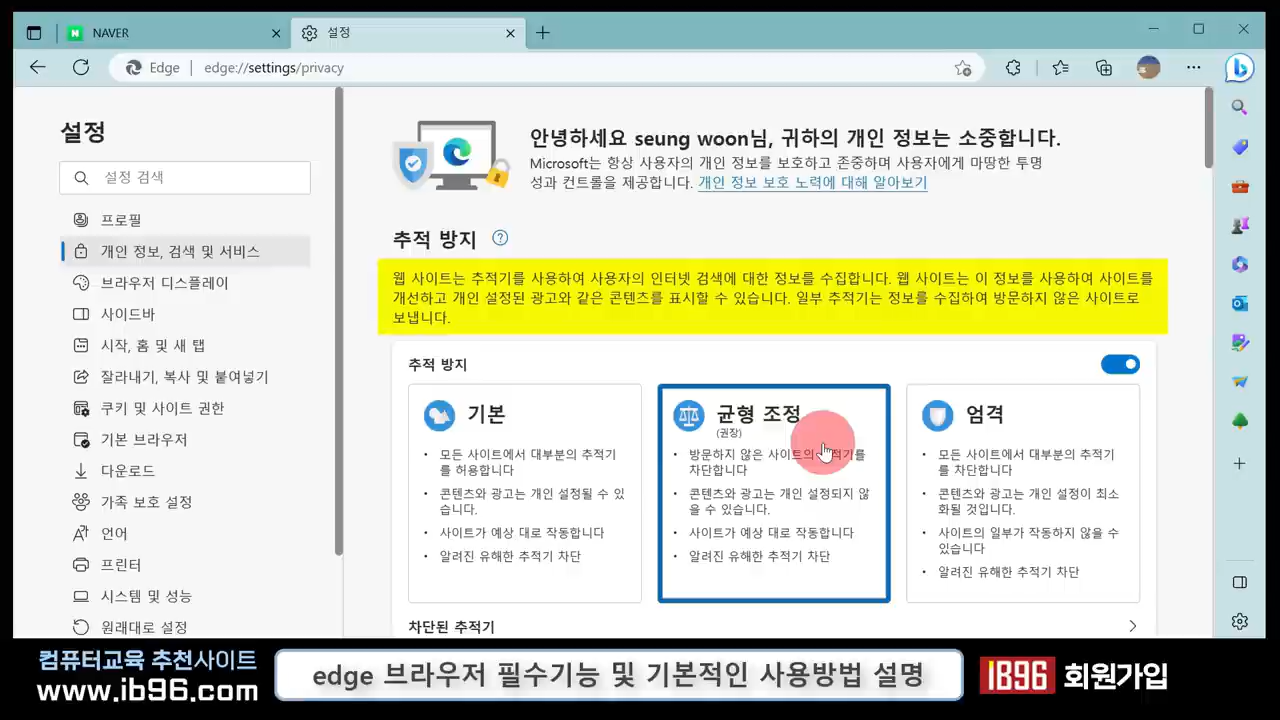 NAVER
설정
Edge
edge://settings/privacy
설정
설정 검색
프로필
개인 정보, 검색 및 서비스
브라우저 디스플레이
사이드바
시작, 홈 및 새 탭
잘라내기, 복사 및 붙여넣기
쿠키 및 사이트 권한
기본 브라우저
다운로드
가족 보호 설정
언어
프린터
시스템 및 성능
원래대로 설정
안녕하세요 seung woon님, 귀하의 개인 정보는 소중합니다.
Microsoft는 항상 사용자의 개인 정보를 보호하고 존중하며 사용자에게 마땅한 투명
성과 컨트롤을 제공합니다. 개인 정보 보호 노력에 대해 알아보기
추적 방지
웹 사이트는 추적기를 사용하여 사용자의 인터넷 검색에 대한 정보를 수집합니다. 웹 사이트는 이 정보를 사용하여 사이트를
개선하고 개인 설정된 광고와 같은 콘텐츠를 표시할 수 있습니다. 일부 추적기는 정보를 수집하여 방문하지 않은 사이트로
보냅니다.
추적 방지
기본
• 모든 사이트에서 대부분의 추적기
를 허용합니다
• 콘텐츠와 광고는 개인 설정될 수 있
습니다.
• 사이트가 예상 대로 작동합니다
• 알려진 유해한 추적기 차단
균형 조정
(권장)
• 방문하지 않은 사이트의 추적기를
차단합니다
• 콘텐츠와 광고는 개인 설정되지 않
을 수 있습니다.
• 사이트가 예상 대로 작동합니다
• 알려진 유해한 추적기 차단
엄격
• 모든 사이트에서 대부분의 추적기
를 차단합니다
• 콘텐츠와 광고는 개인 설정이 최소
화될 것입니다.
• 사이트의 일부가 작동하지 않을 수
있습니다
• 알려진 유해한 추적기 차단
차단된 추적기
컴퓨터교육 추천사이트
www.ib96.com
edge 브라우저 필수기능 및 기본적인 사용방법 설명
IB96 회원가입